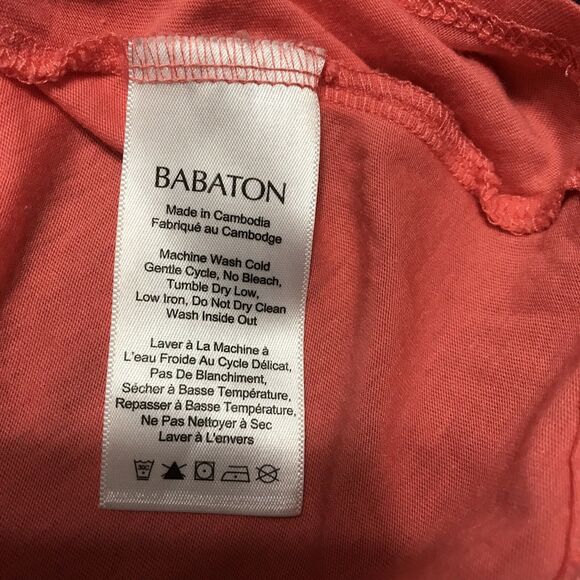 BABATON
Made in Cambodia
Fabriqué au Cambodge
Machine Wash Cold
Gentle Cycle, No Bleach,
Tumble Dry Low,
Low Iron, Do Not Dry Clean
Wash Inside Out
Laver à La Machine à
L'eau Froide Au Cycle Délicat,
Pas De Blanchiment,
Sécher à Basse Température,
Repasser à Basse Température,
Ne Pas Nettoyer à Sec
Laver à L'envers
30C